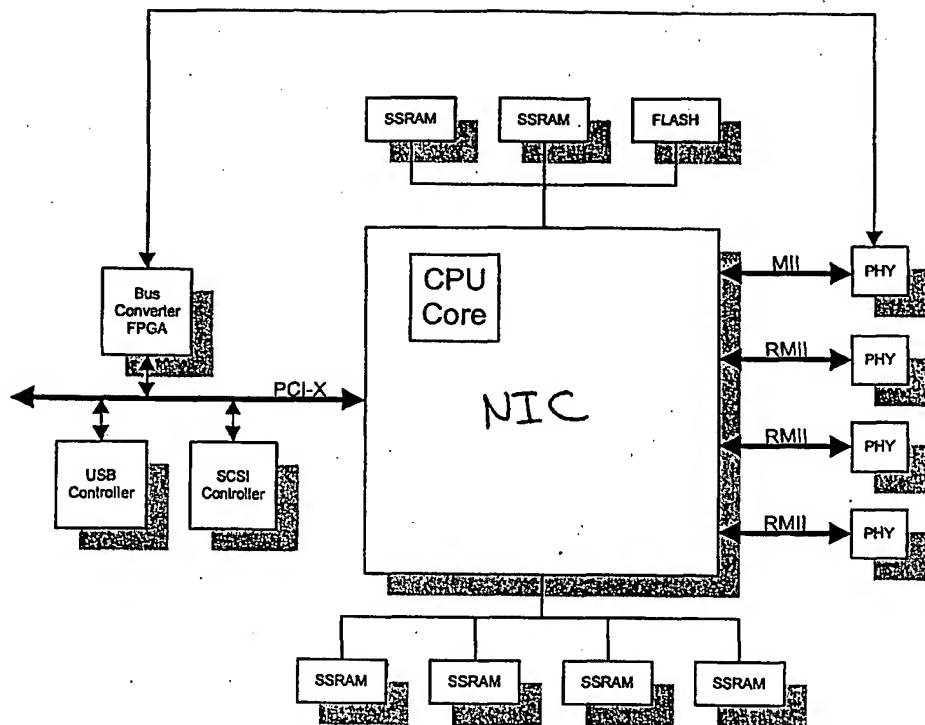 SSRAM
SSRAM
FLASH
Bus
Converter
FPGA
CPU
Core
MII
PHY
RMII
PHY
PCI-X
NIC
RMII
PHY
USB
Controller
SCSI
Controller
RMII
PHY
SSRAM
SSRAM
SSRAM
SSRAM